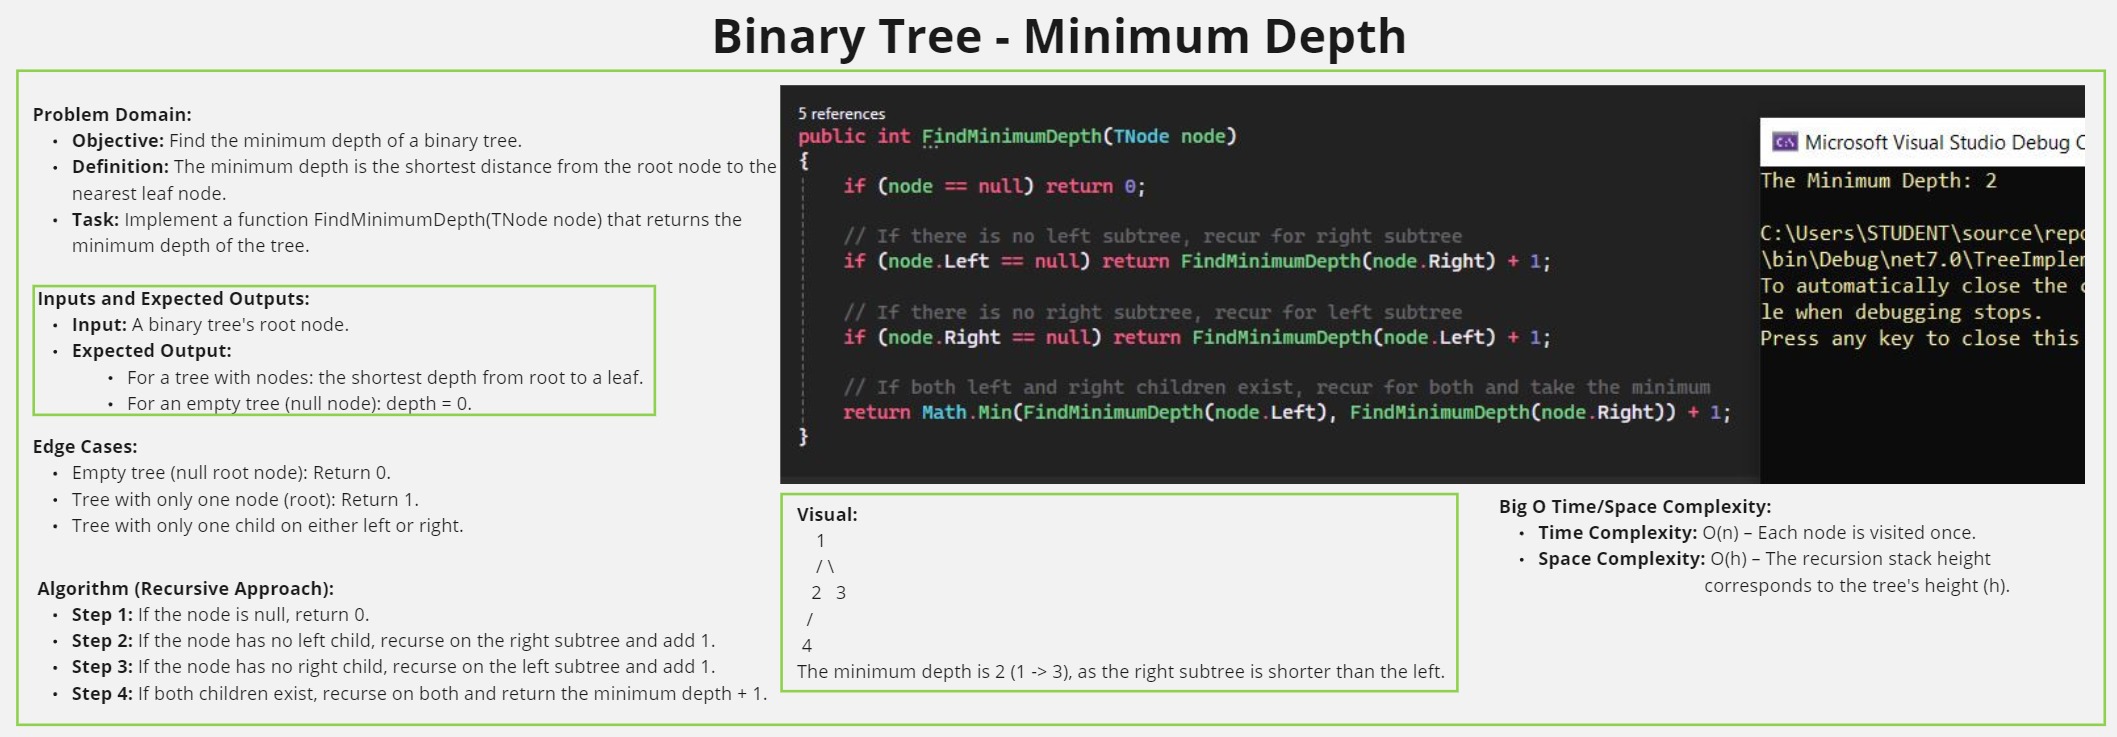 Binary Tree - Minimum Depth
Problem Domain:
• Objective: Find the minimum depth of a binary tree.
• Definition: The minimum depth is the shortest distance from the root node to the
nearest leaf node.
• Task: Implement a function FindMinimumDepth(TNode node) that returns the
minimum depth of the tree.
Inputs and Expected Outputs:
• Input: A binary tree's root node.
• Expected Output:
• For a tree with nodes: the shortest depth from root to a leaf.
• For an empty tree (null node): depth = 0.
Edge Cases:
• Empty tree (null root node): Return 0.
• Tree with only one node (root): Return 1.
• Tree with only one child on either left or right.
Algorithm (Recursive Approach):
• Step 1: If the node is null, return 0.
• Step 2: If the node has no left child, recurse on the right subtree and add 1.
• Step 3: If the node has no right child, recurse on the left subtree and add 1.
• Step 4: If both children exist, recurse on both and return the minimum depth + 1.
5 references
public int FindMinimumDepth(TNode node)
{
if (node == null) return 0;
// If there is no left subtree, recur for right subtree
if (node.Left == null) return FindMinimumDepth(node.Right) + 1;
// If there is no right subtree, recur for left subtree
if (node.Right == null) return FindMinimumDepth(node.Left) + 1;
// If both left and right children exist, recur for both and take the minimum
return Math.Min(FindMinimumDepth(node.Left), FindMinimumDepth(node.Right)) + 1;
}
Microsoft Visual Studio Debug C
The Minimum Depth: 2
C:\Users\STUDENT\source\repo
\bin\Debug\net7.0\TreeImplem
To automatically close the c
le when debugging stops.
Press any key to close this
Visual:
1
/ \
2 3
/
4
The minimum depth is 2 (1 -> 3), as the right subtree is shorter than the left.
Big O Time/Space Complexity:
• Time Complexity: O(n) – Each node is visited once.
• Space Complexity: O(h) – The recursion stack height
corresponds to the tree's height (h).